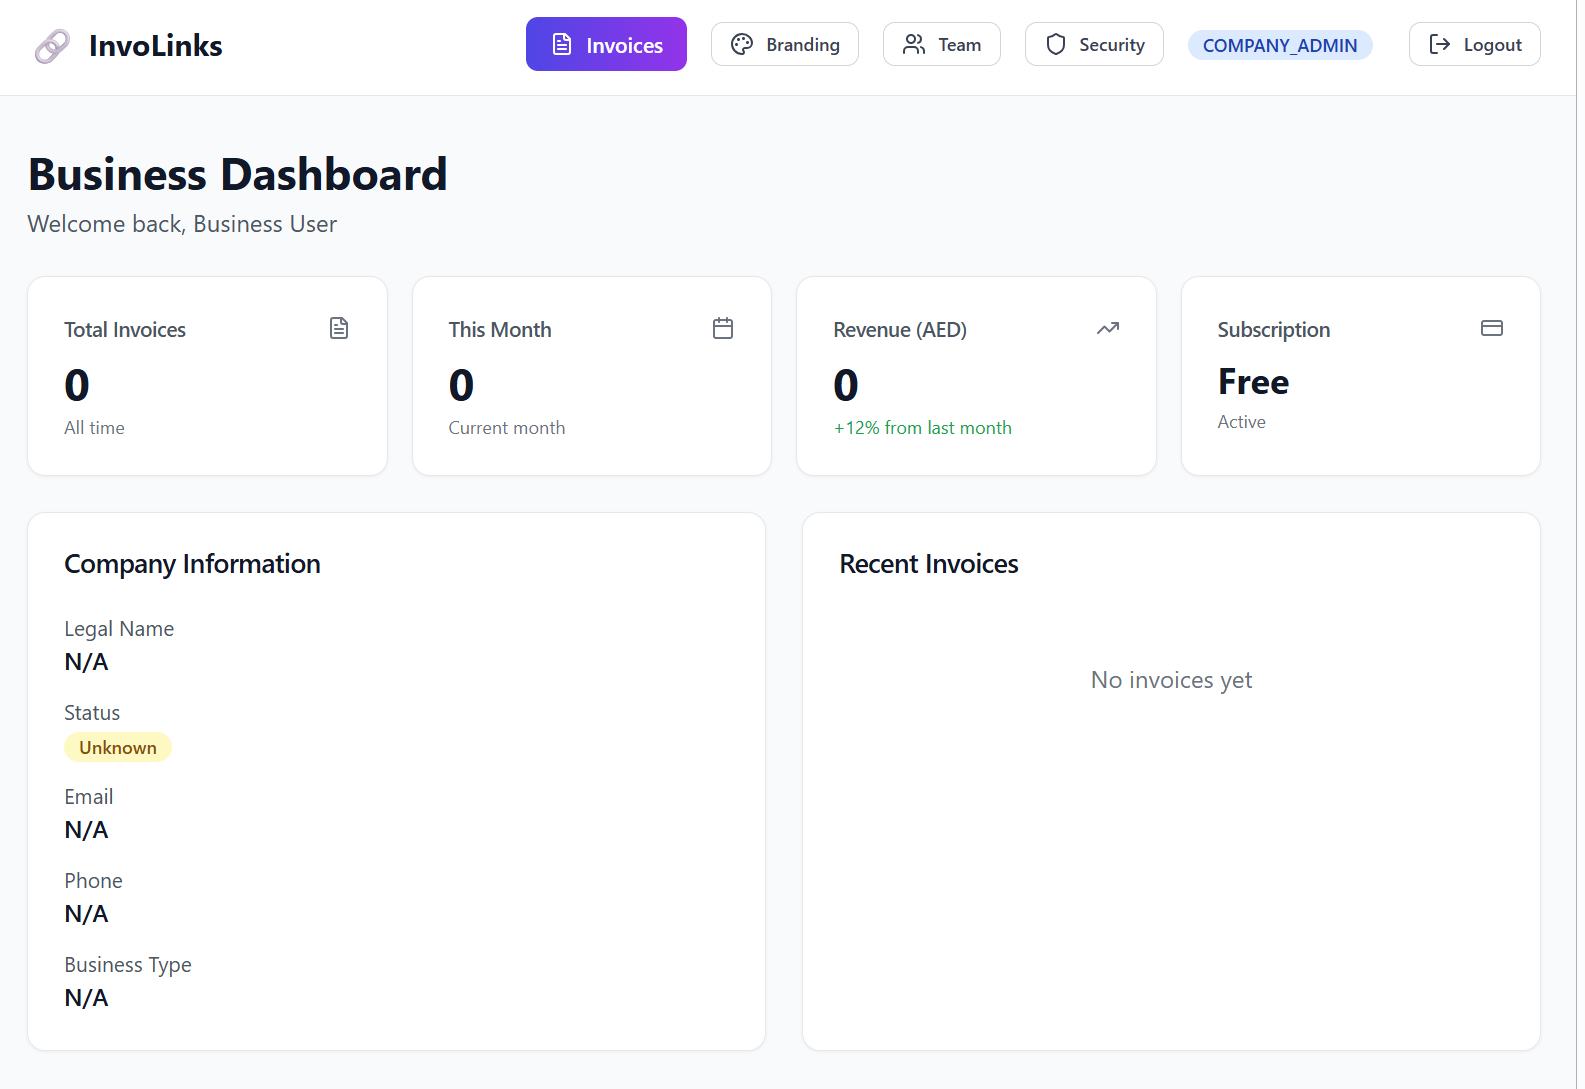 InvoLinks
Invoices
Branding
Team
Security
COMPANY_ADMIN
Logout
Business Dashboard
Welcome back, Business User
Total Invoices
0
All time
This Month
0
Current month
Revenue (AED)
0
+12% from last month
Subscription
Free
Active
Company Information
Legal Name
N/A
Status
Unknown
Email
N/A
Phone
N/A
Business Type
N/A
Recent Invoices
No invoices yet